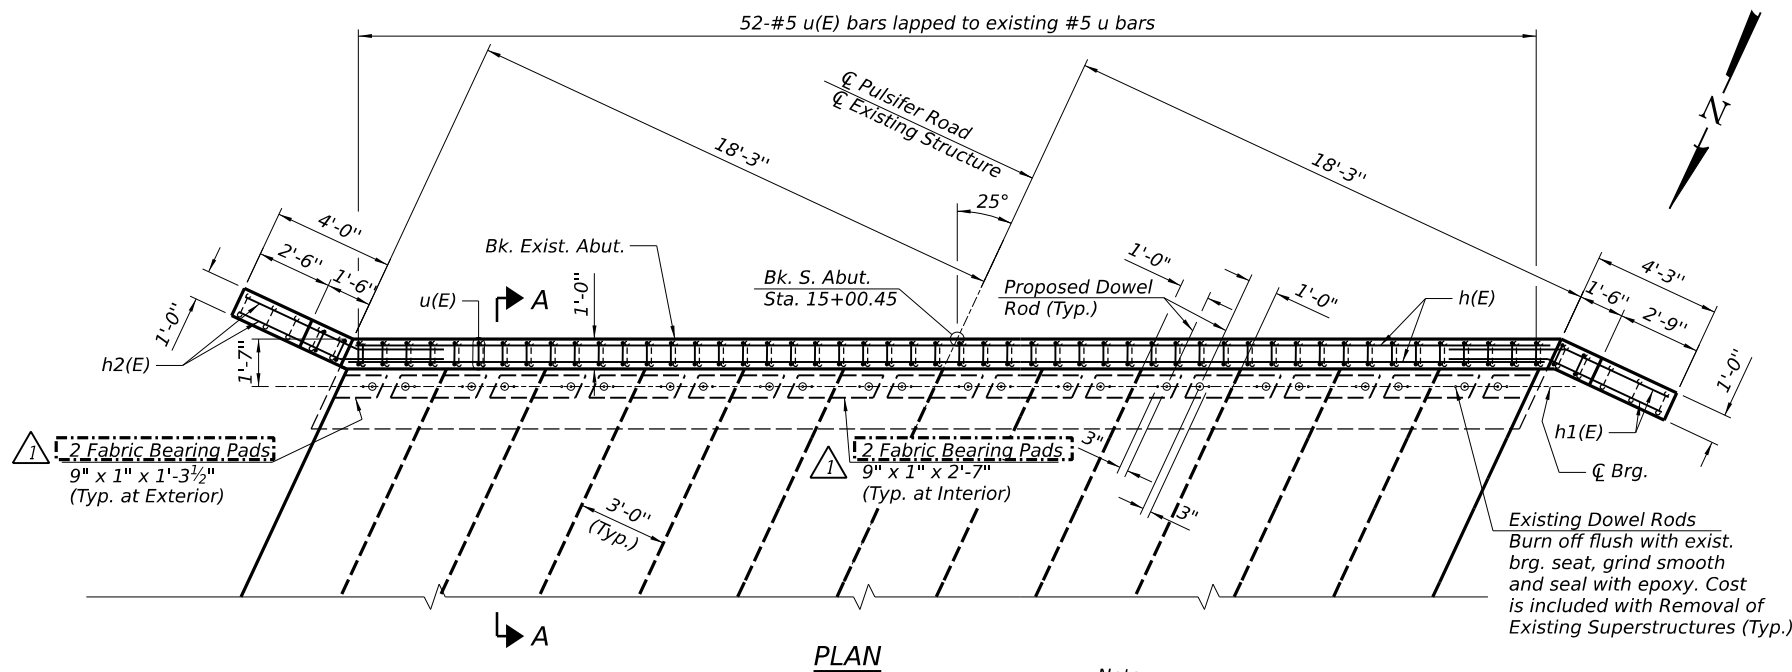 52-#5 u(E) bars lapped to existing #5 u bars
℄ Pulsifer Road
℄ Existing Structure
N
18'-3"
18'-3"
25°
4'-0"
2'-6"
1'-6"
1'-0"
Bk. Exist. Abut.
u(E)
A
1'-0"
Bk. S. Abut.
Sta. 15+00.45
1'-0"
Proposed Dowel
Rod (Typ.)
1'-0"
h(E)
4'-3"
1'-6"
2'-9"
1'-0"
h2(E)
1'-7"
h1(E)
℄ Brg.
1
2 Fabric Bearing Pads
9" x 1" x 1'-3½"
(Typ. at Exterior)
1
2 Fabric Bearing Pads
9" x 1" x 2'-7"
(Typ. at Interior)
3"
3"
3'-0"
(Typ.)
Existing Dowel Rods
Burn off flush with exist.
brg. seat, grind smooth
and seal with epoxy. Cost
is included with Removal of
Existing Superstructures (Typ.)
A
PLAN